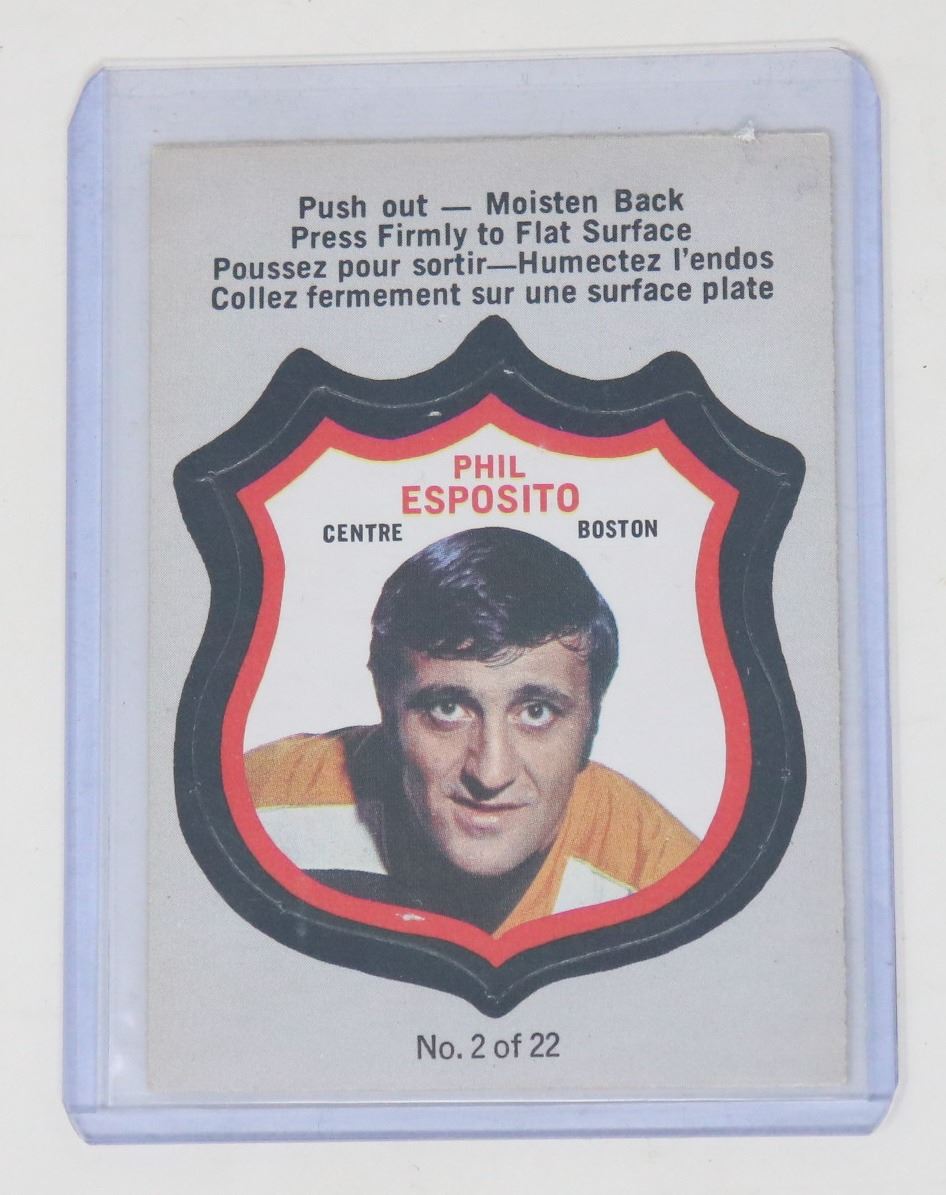 Push out — Moisten Back
Press Firmly to Flat Surface
Poussez pour sortir—Humectez l'endos
Collez fermement sur une surface plate
PHIL
ESPOSITO
CENTRE BOSTON
No. 2 of 22